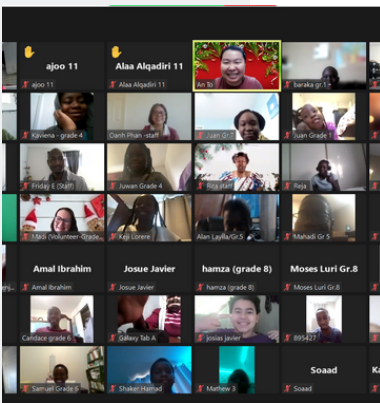 ajoo 11
Alaa Alqadiri 11
ajoo 11
Alaa Alqadiri 11
An To
baraka gr.1
Kaviena - grade 4
Oanh Phan -staff
Juan Gr.7
Juan Grade 1
Friday E (Staff)
Juwan Grade 4
Rita staff
Reja
Madi (Volunteer-Grade...
Keji Lorere
Alan Laylla/Gr.5
Mahadi Gr 5
Amal Ibrahim
Josue Javier
hamza (grade 8)
Moses Luri Gr.8
Amal Ibrahim
Josue Javier
hamza (grade 8)
Moses Luri Gr.8
Candace grade 6
Galaxy Tab A
josias javier
895427
Soaad
Samuel Grade 6
Shaker Hamad
Mathew 3
Soaad